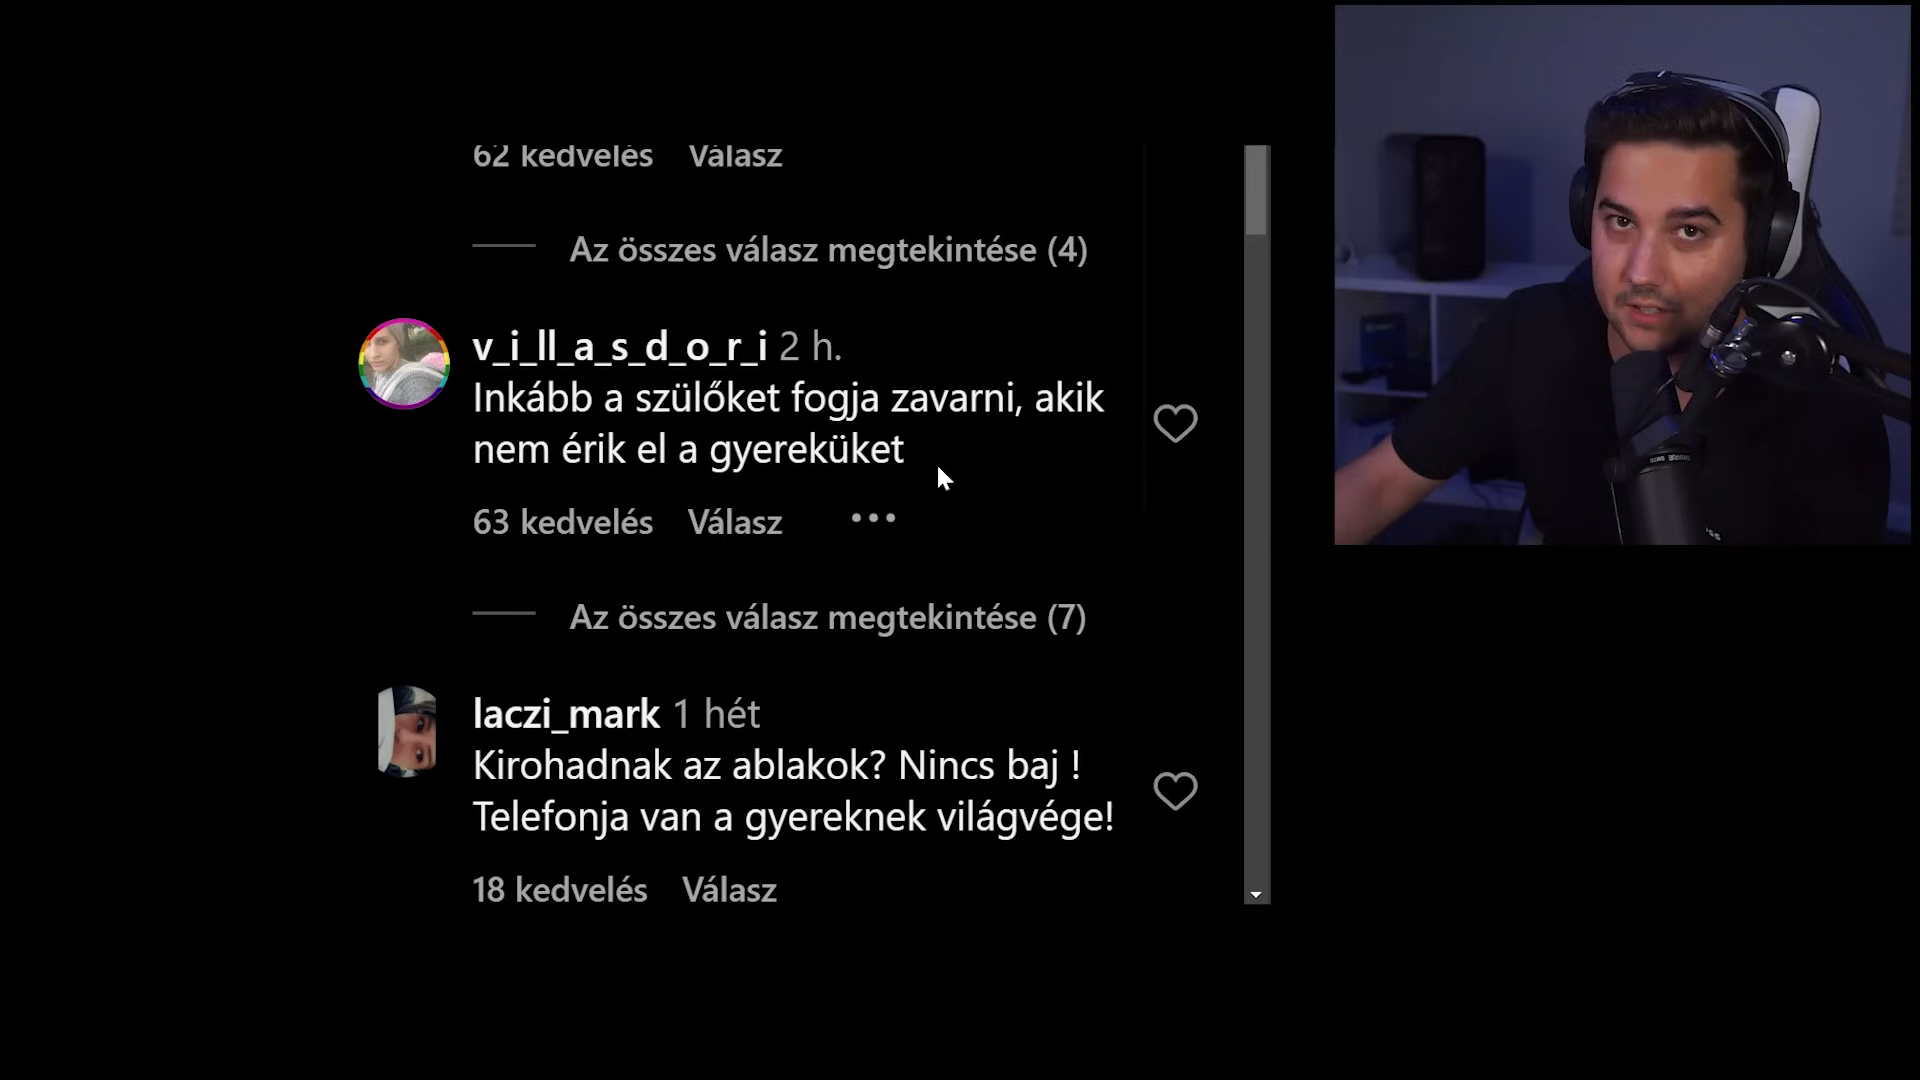 62 kedvelés Válasz
Az összes válasz megtekintése (4)
v_i_ll_a_s_d_o_r_i 2 h.
Inkább a szülőket fogja zavarni, akik
nem érik el a gyereküket
63 kedvelés Válasz
Az összes válasz megtekintése (7)
laczi_mark 1 hét
Kirohadnak az ablakok? Nincs baj !
Telefonja van a gyereknek világvége!
18 kedvelés Válasz